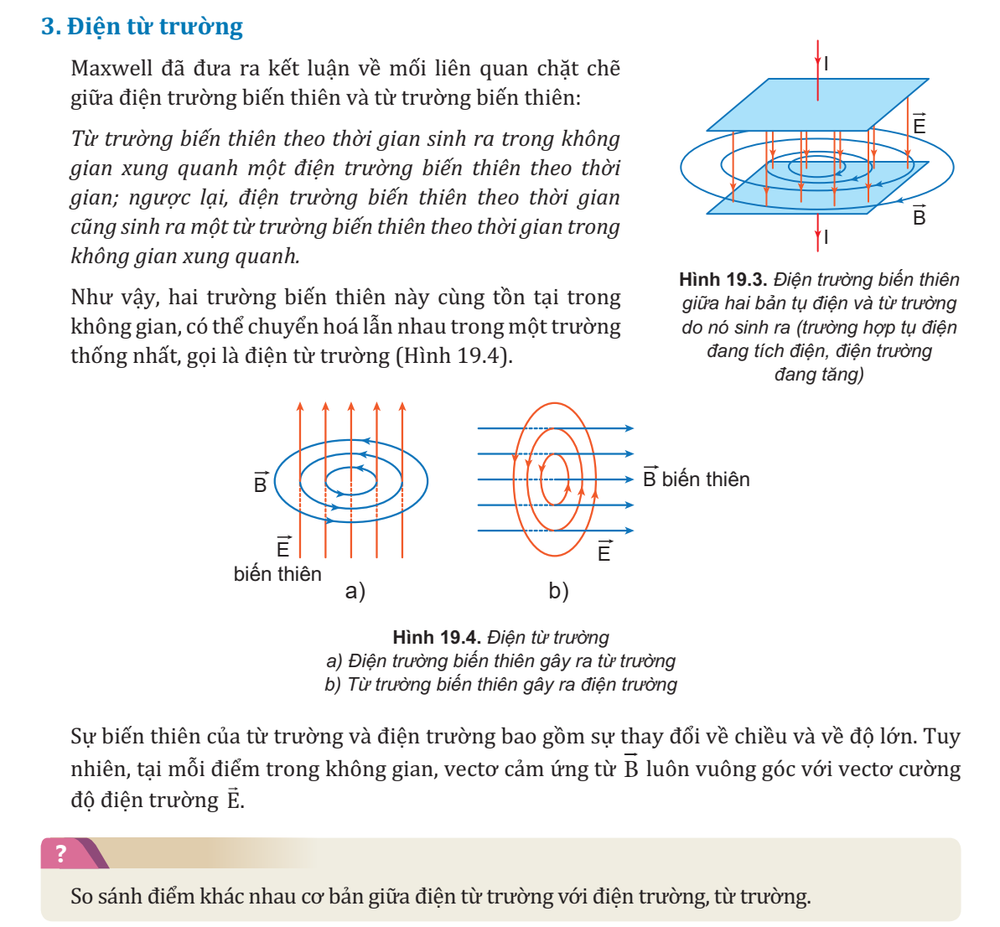 3. Điện từ trường
Maxwell đã đưa ra kết luận về mối liên quan chặt chẽ
giữa điện trường biến thiên và từ trường biến thiên:
Từ trường biến thiên theo thời gian sinh ra trong không
gian xung quanh một điện trường biến thiên theo thời
gian; ngược lại, điện trường biến thiên theo thời gian
cũng sinh ra một từ trường biến thiên theo thời gian trong
không gian xung quanh.
Như vậy, hai trường biến thiên này cùng tồn tại trong
không gian, có thể chuyển hoá lẫn nhau trong một trường
thống nhất, gọi là điện từ trường (Hình 19.4).
I
E⃗
B⃗
I
Hình 19.3. Điện trường biến thiên
giữa hai bản tụ điện và từ trường
do nó sinh ra (trường hợp tụ điện
đang tích điện, điện trường
đang tăng)
B⃗
E⃗
biến thiên
a)
B⃗ biến thiên
E⃗
b)
Hình 19.4. Điện từ trường
a) Điện trường biến thiên gây ra từ trường
b) Từ trường biến thiên gây ra điện trường
Sự biến thiên của từ trường và điện trường bao gồm sự thay đổi về chiều và về độ lớn. Tuy
nhiên, tại mỗi điểm trong không gian, vectơ cảm ứng từ B⃗ luôn vuông góc với vectơ cường
độ điện trường E⃗.
?
So sánh điểm khác nhau cơ bản giữa điện từ trường với điện trường, từ trường.